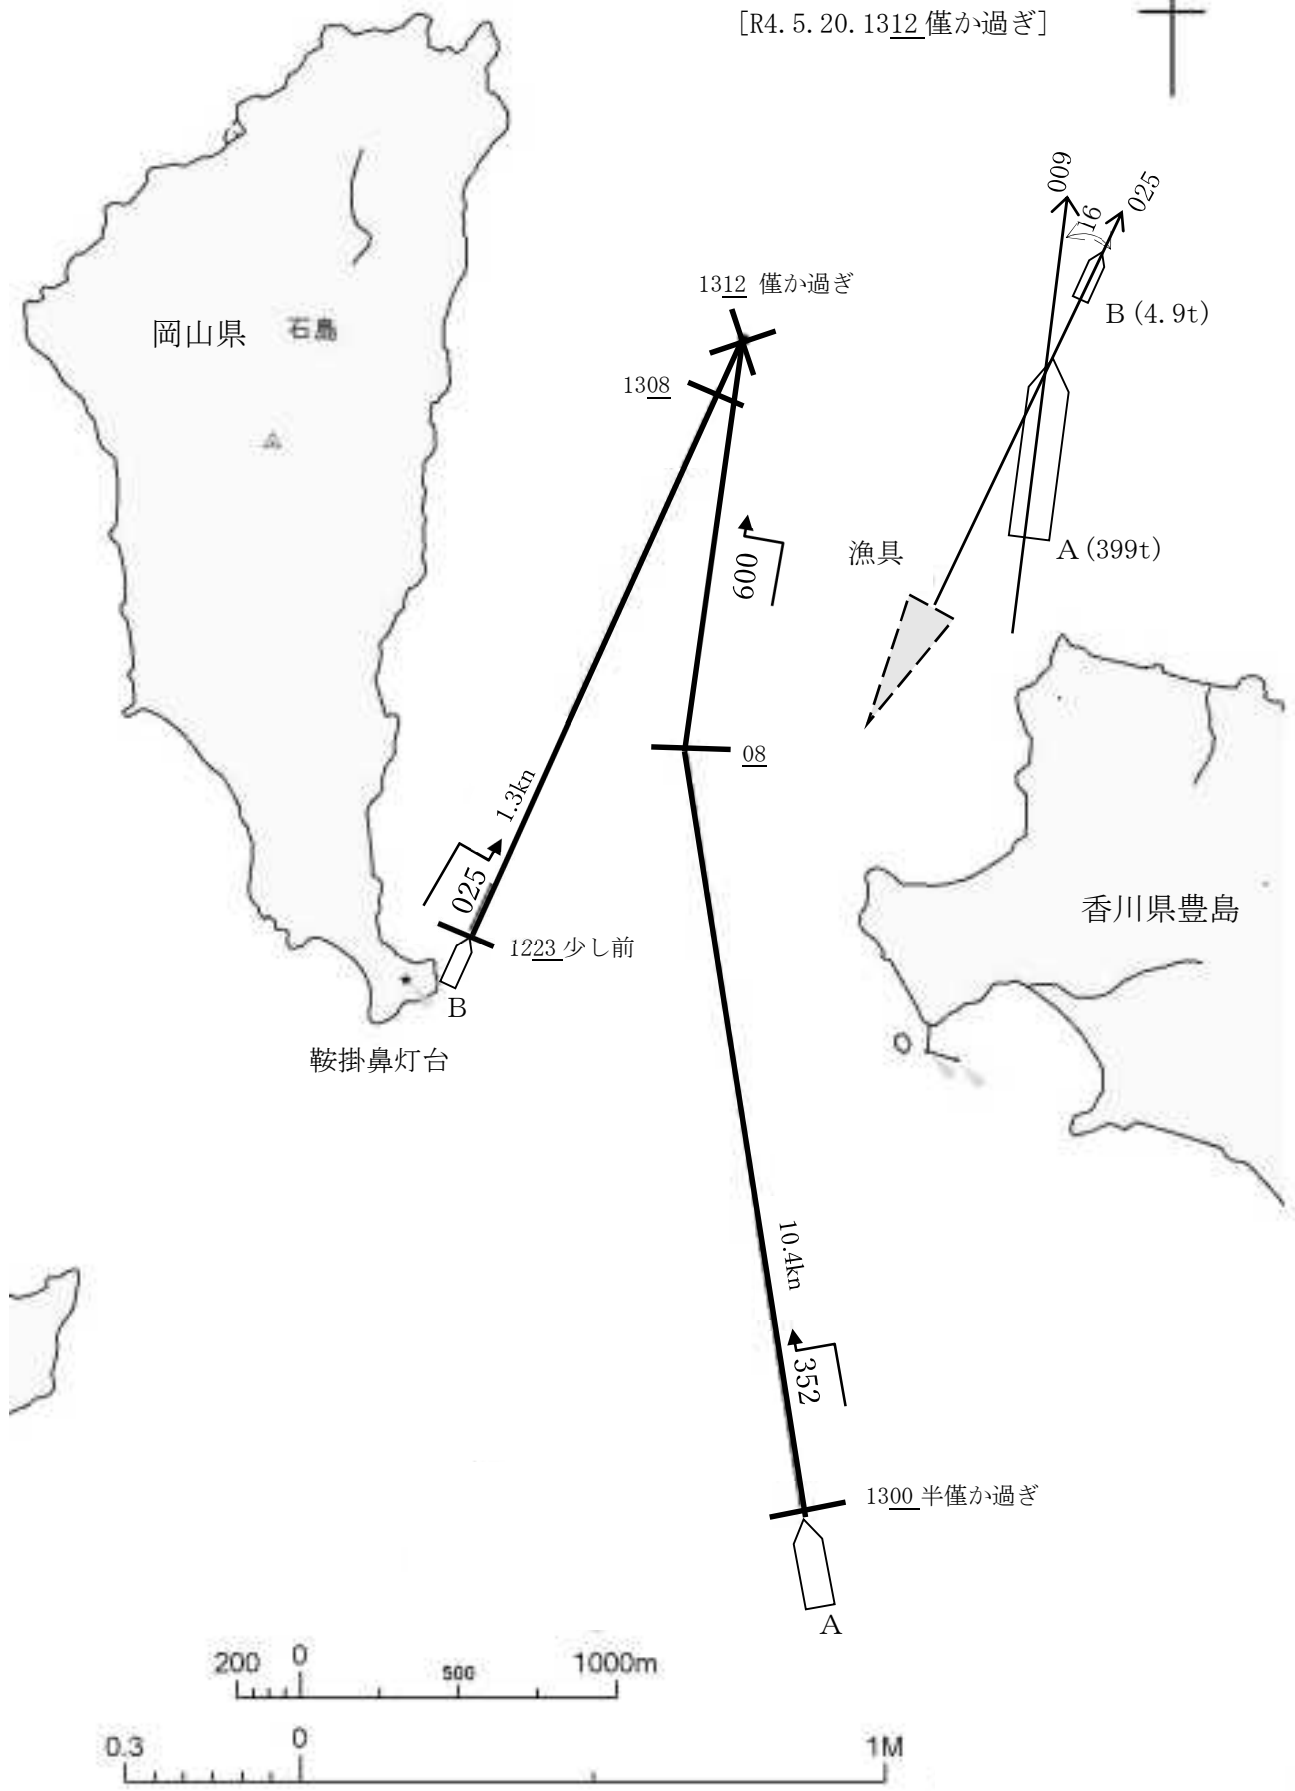 [R4.5.20.1312 僅か過ぎ]
009
16
025
B (4.9t)
1312 僅か過ぎ
岡山県 石島
1308
漁具
A (399t)
009
08
1.3kn
025
香川県豊島
1223 少し前
B
鞍掛鼻灯台
10.4kn
352
1300 半僅か過ぎ
A
200 0 500 1000m
0.3 0 1M